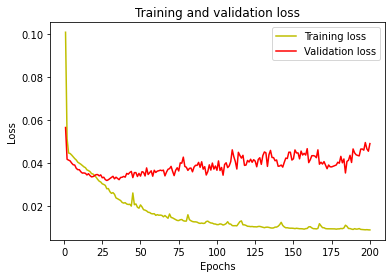 Training and validation loss
Training loss
Validation loss
0.10
0.08
0.06
0.04
0.02
Loss
0 25 50 75 100 125 150 175 200
Epochs